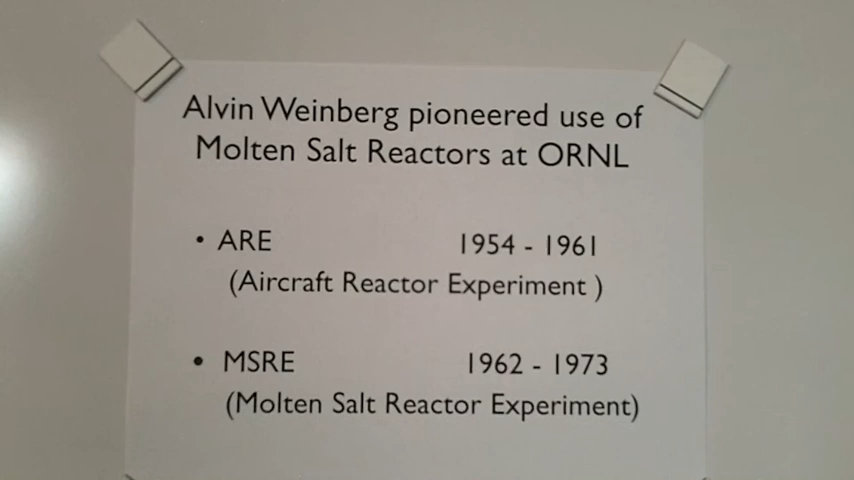 Alvin Weinberg pioneered use of
Molten Salt Reactors at ORNL
• ARE 1954 - 1961
(Aircraft Reactor Experiment )
• MSRE 1962 - 1973
(Molten Salt Reactor Experiment)